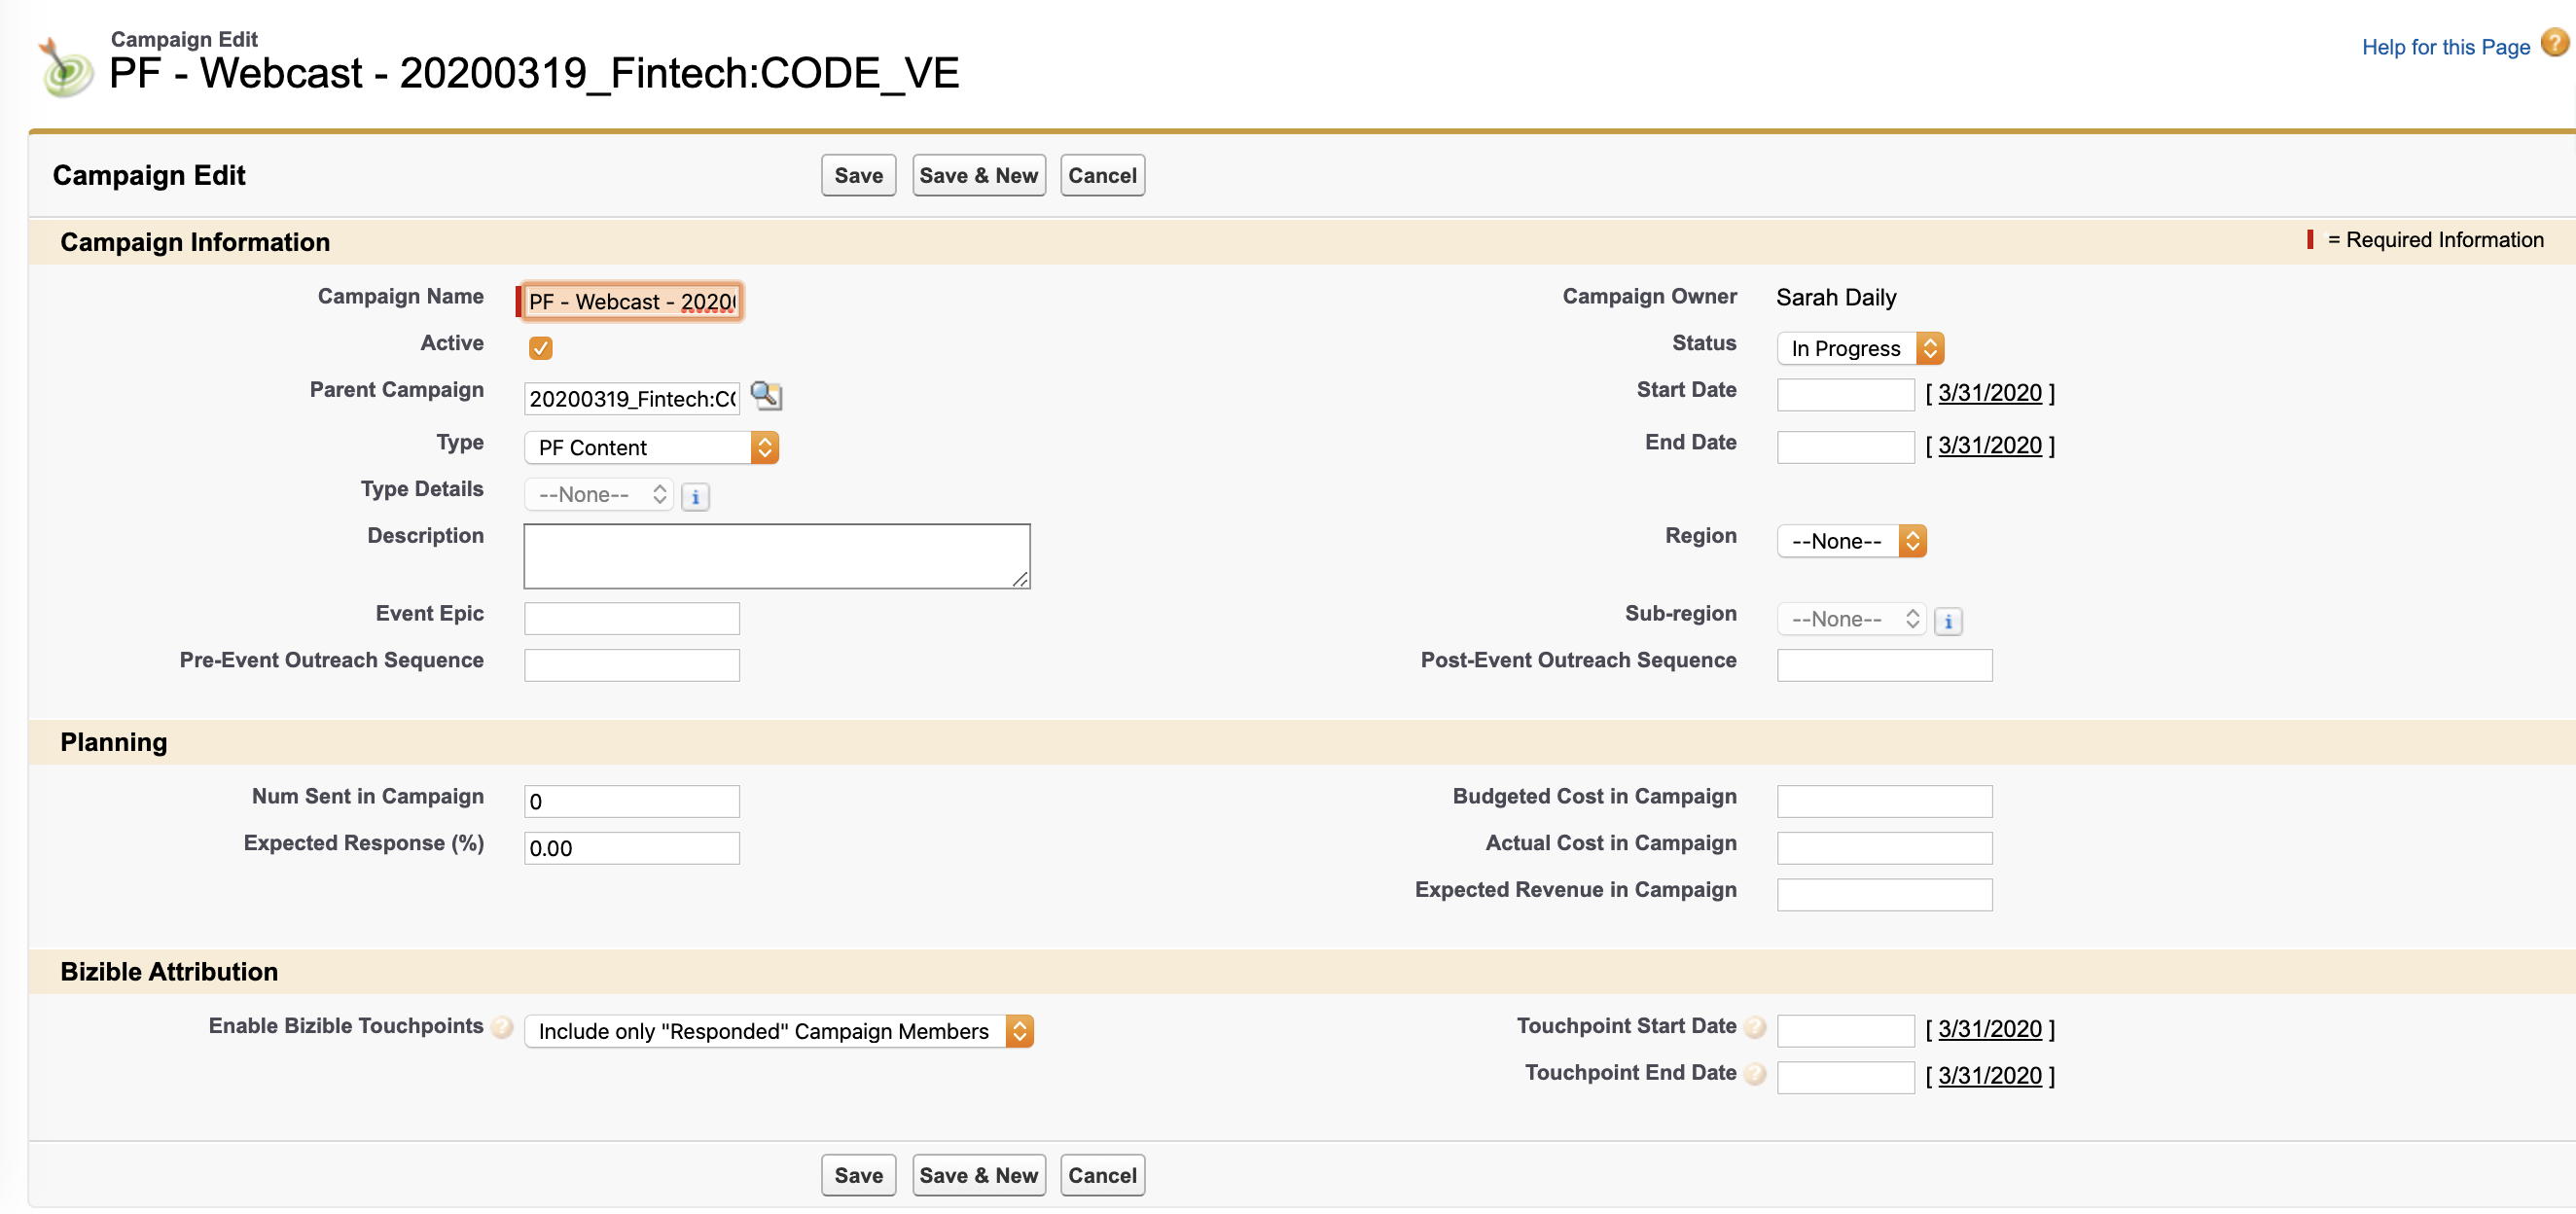 Campaign Edit
PF - Webcast - 20200319_Fintech:CODE_VE
Help for this Page ?
Campaign Edit
Save Save & New Cancel
Campaign Information
= Required Information
Campaign Name PF - Webcast - 2020
Campaign Owner Sarah Daily
Active
Status In Progress
Parent Campaign 20200319_Fintech:C
Start Date [ 3/31/2020 ]
Type PF Content
End Date [ 3/31/2020 ]
Type Details --None-- i
Description
Region --None--
Event Epic
Sub-region --None-- i
Pre-Event Outreach Sequence
Post-Event Outreach Sequence
Planning
Num Sent in Campaign 0
Budgeted Cost in Campaign
Expected Response (%) 0.00
Actual Cost in Campaign
Expected Revenue in Campaign
Bizible Attribution
Enable Bizible Touchpoints ? Include only "Responded" Campaign Members
Touchpoint Start Date ? [ 3/31/2020 ]
Touchpoint End Date ? [ 3/31/2020 ]
Save Save & New Cancel